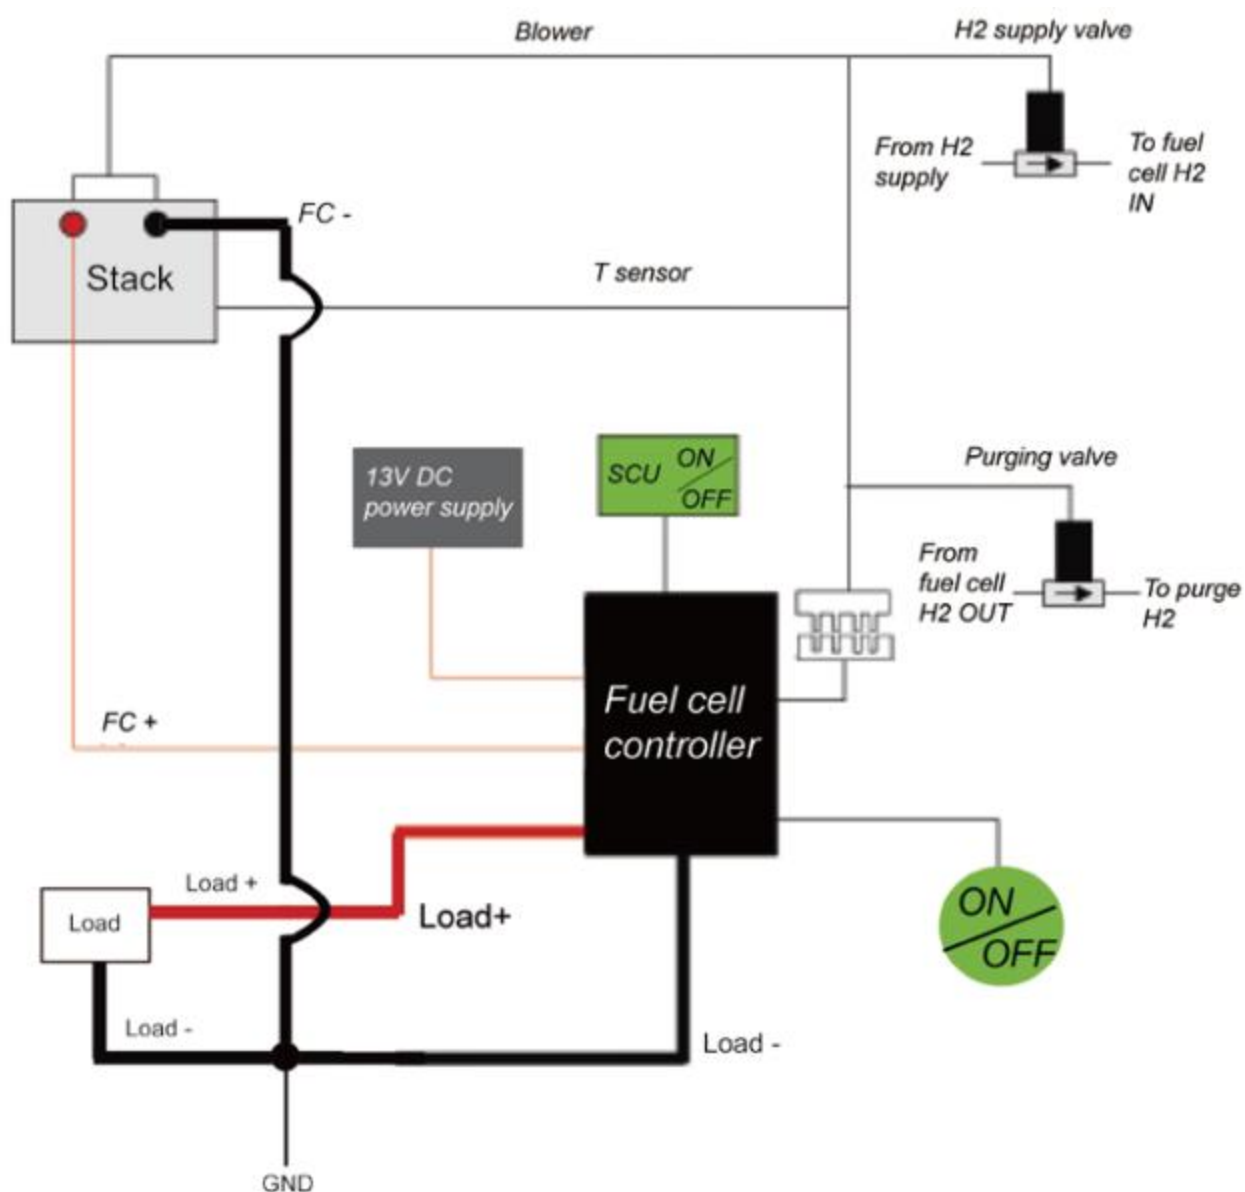 Blower
H2 supply valve
From H2
supply
To fuel
cell H2
IN
FC -
Stack
T sensor
13V DC
power supply
SCU
ON
OFF
Purging valve
From
fuel cell
H2 OUT
To purge
H2
Fuel cell
controller
FC +
Load +
Load+
Load
ON
OFF
Load -
Load -
GND